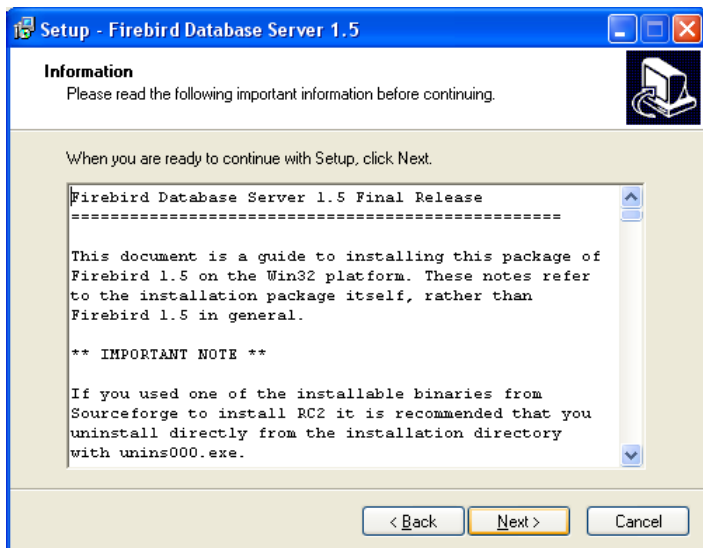 Setup - Firebird Database Server 1.5
Information
Please read the following important information before continuing.
When you are ready to continue with Setup, click Next.
Firebird Database Server 1.5 Final Release
==================================================
This document is a guide to installing this package of
Firebird 1.5 on the Win32 platform. These notes refer
to the installation package itself, rather than
Firebird 1.5 in general.
** IMPORTANT NOTE **
If you used one of the installable binaries from
Sourceforge to install RC2 it is recommended that you
uninstall directly from the installation directory
with unins000.exe.
< Back
Next >
Cancel